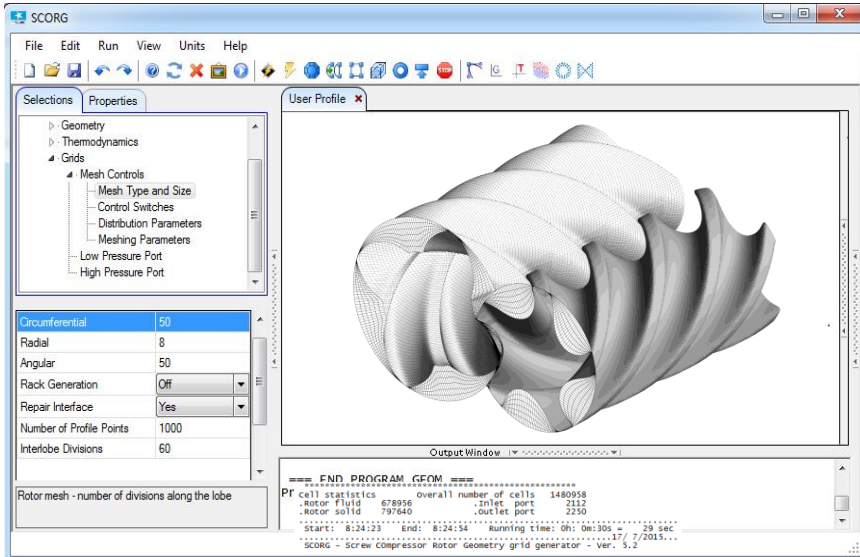 SCORG
File Edit Run View Units Help
Selections Properties
Geometry
Thermodynamics
Grids
Mesh Controls
Mesh Type and Size
Control Switches
Distribution Parameters
Meshing Parameters
Low Pressure Port
High Pressure Port
Circumferential 50
Radial 8
Angular 50
Rack Generation Off
Repair Interface Yes
Number of Profile Points 1000
Interlobe Divisions 60
Rotor mesh - number of divisions along the lobe
User Profile
Output Window
=== END PROGRAM GEOM ===
*************************************************
Pr Cell statistics Overall number of cells 1480958
.Rotor fluid 678956 .Inlet port 2112
.Rotor solid 797640 .Outlet port 2250
Start: 8:24:23 End: 8:24:54 Running time: 0h: 0m:30s = 29 sec
...17/ 7/2015...
SCORG - Screw COmpressor Rotor Geometry grid generator - Ver. 5.2